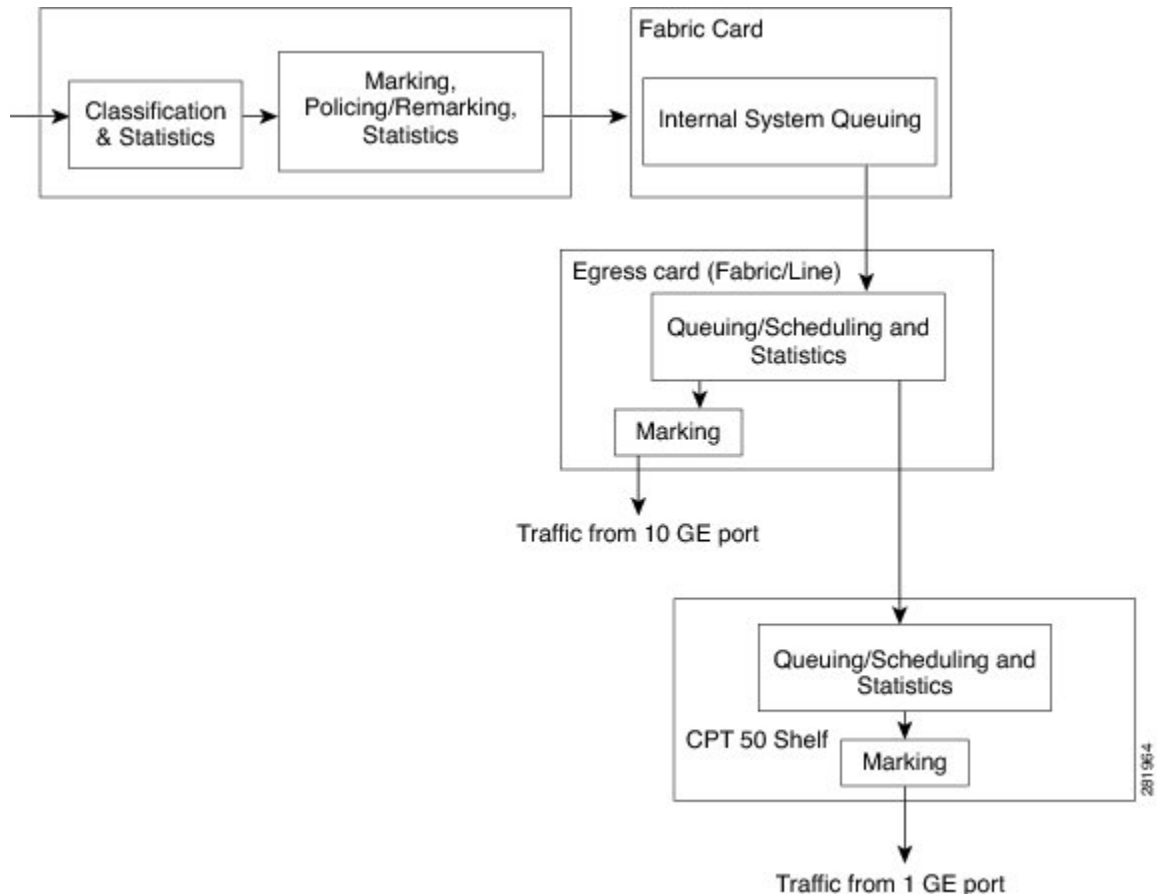 Fabric Card
Classification
& Statistics
Marking,
Policing/Remarking,
Statistics
Internal System Queuing
Egress card (Fabric/Line)
Queuing/Scheduling and
Statistics
Marking
Traffic from 10 GE port
Queuing/Scheduling and
Statistics
CPT 50 Shelf
Marking
281964
Traffic from 1 GE port